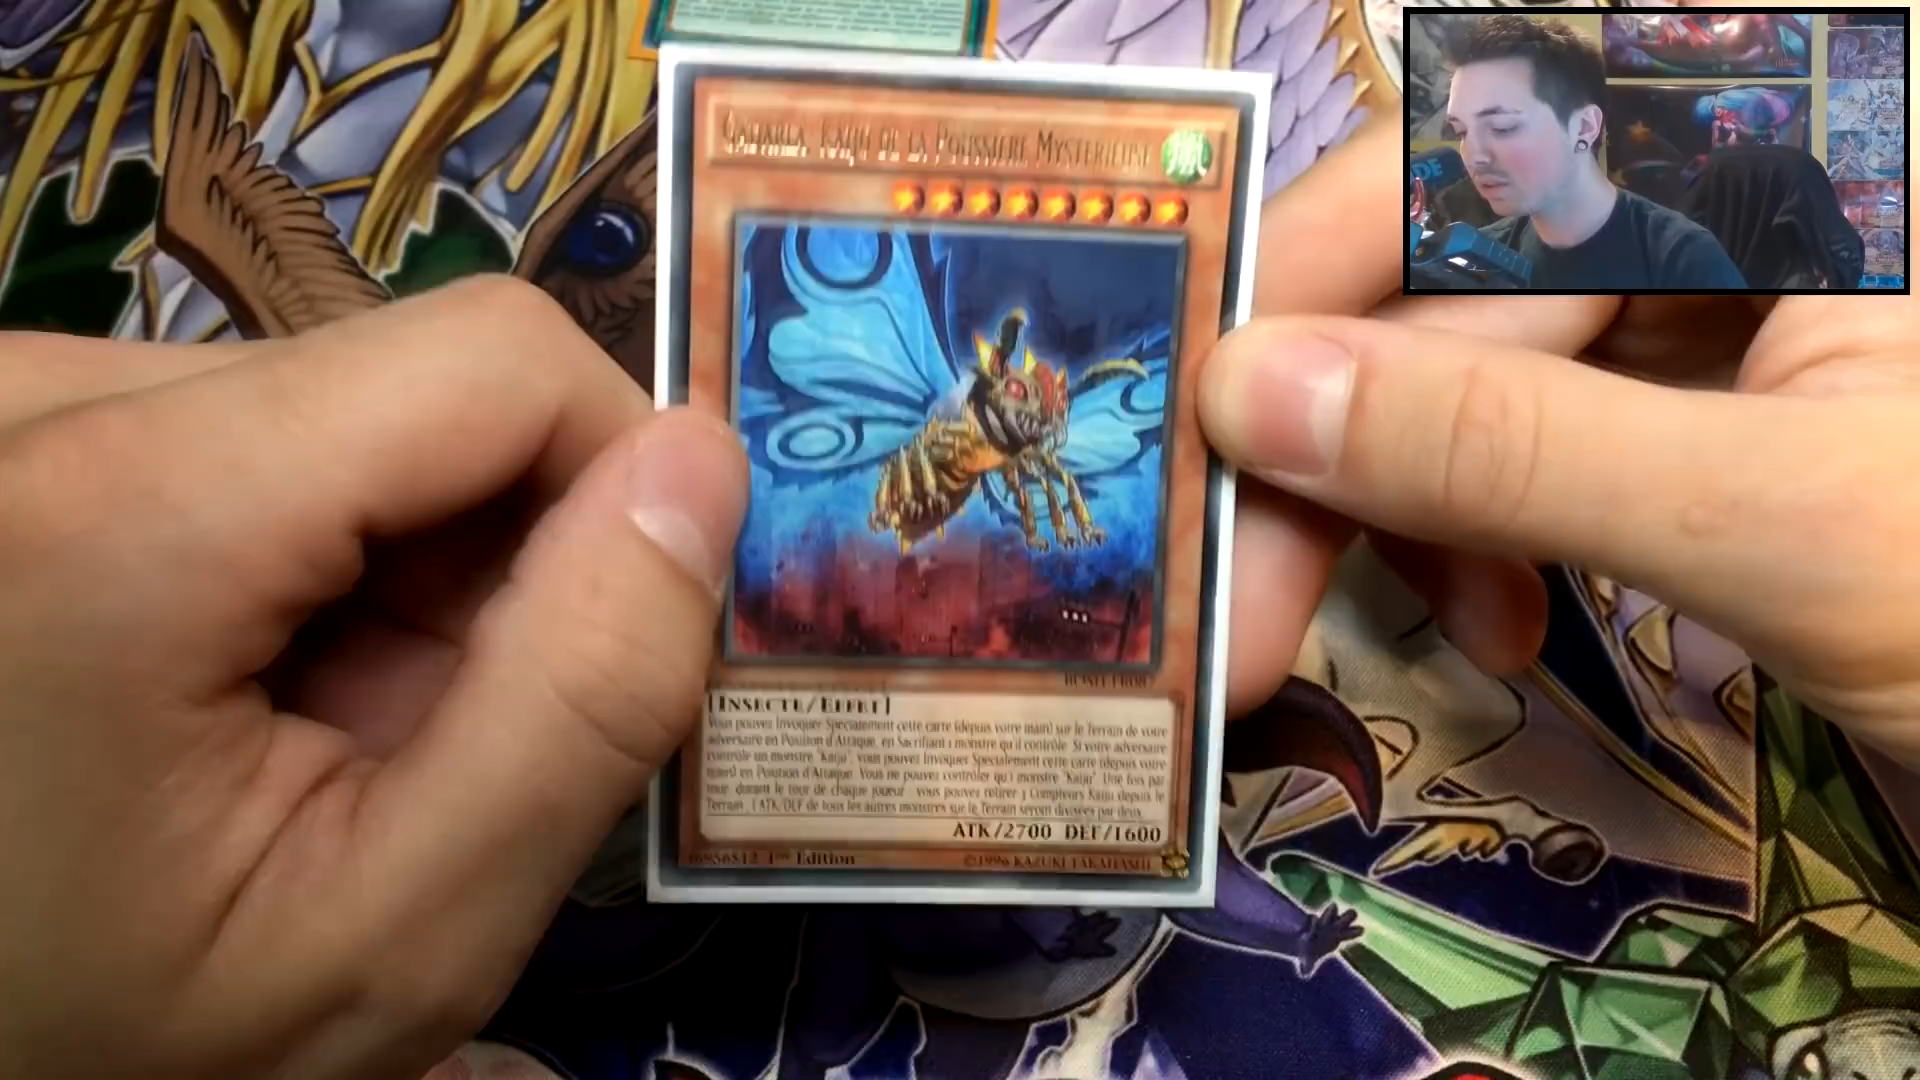 Gadarla, Kaiju de la Poussière Mystérieuse
[Insecte/Effet]
Vous pouvez Invoquer Spécialement cette carte (depuis votre main) sur le Terrain de votre
adversaire en Position d'Attaque, en Sacrifiant 1 monstre qu'il contrôle. Si votre adversaire
contrôle un monstre "Kaiju", vous pouvez Invoquer Spécialement cette carte (depuis votre
main) en Position d'Attaque. Vous ne pouvez contrôler qu'1 monstre "Kaiju". Une fois par
tour, durant le tour de chaque joueur : vous pouvez retirer 3 Compteurs Kaiju depuis le
Terrain ; l'ATK/DEF de tous les autres monstres sur le Terrain seront divisées par deux.
ATK/2700 DEF/1600
1ère Edition
©1996 KAZUKI TAKAHASHI